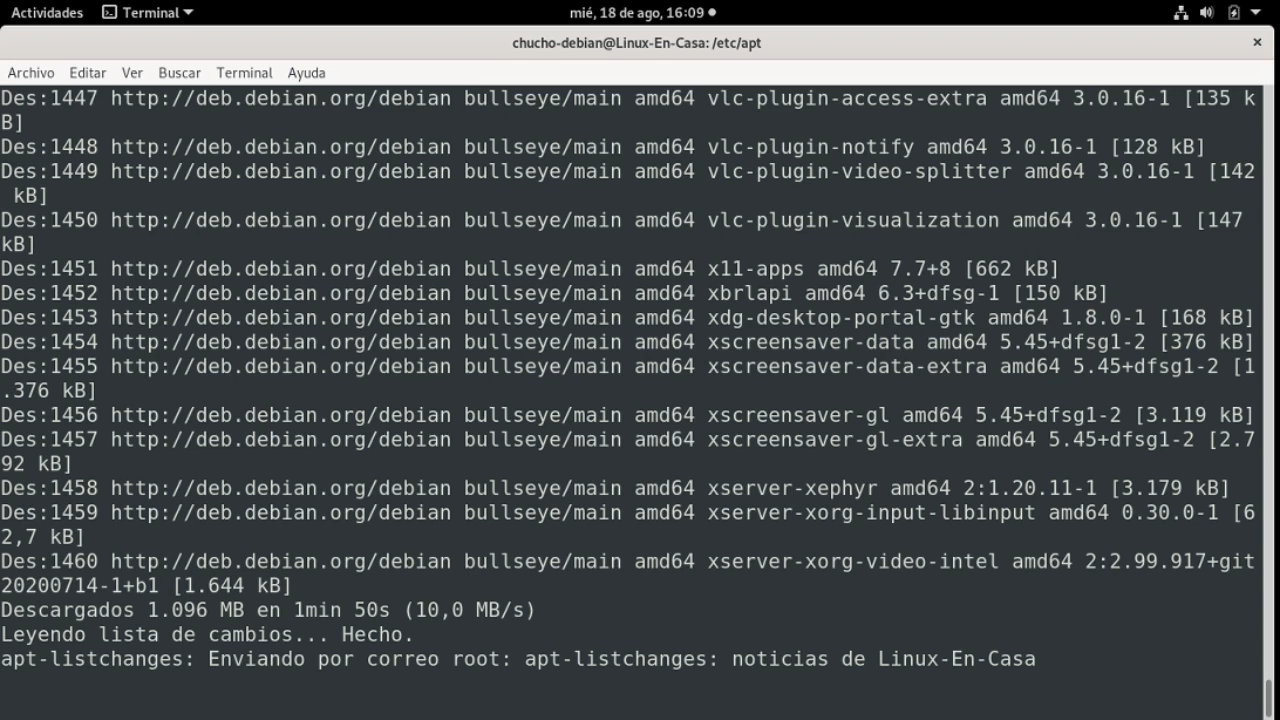 Actividades Terminal mié, 18 de ago, 16:09
chucho-debian@Linux-En-Casa: /etc/apt
Archivo Editar Ver Buscar Terminal Ayuda
Des:1447 http://deb.debian.org/debian bullseye/main amd64 vlc-plugin-access-extra amd64 3.0.16-1 [135 k
B]
Des:1448 http://deb.debian.org/debian bullseye/main amd64 vlc-plugin-notify amd64 3.0.16-1 [128 kB]
Des:1449 http://deb.debian.org/debian bullseye/main amd64 vlc-plugin-video-splitter amd64 3.0.16-1 [142
 kB]
Des:1450 http://deb.debian.org/debian bullseye/main amd64 vlc-plugin-visualization amd64 3.0.16-1 [147
kB]
Des:1451 http://deb.debian.org/debian bullseye/main amd64 x11-apps amd64 7.7+8 [662 kB]
Des:1452 http://deb.debian.org/debian bullseye/main amd64 xbrlapi amd64 6.3+dfsg-1 [150 kB]
Des:1453 http://deb.debian.org/debian bullseye/main amd64 xdg-desktop-portal-gtk amd64 1.8.0-1 [168 kB]
Des:1454 http://deb.debian.org/debian bullseye/main amd64 xscreensaver-data amd64 5.45+dfsg1-2 [376 kB]
Des:1455 http://deb.debian.org/debian bullseye/main amd64 xscreensaver-data-extra amd64 5.45+dfsg1-2 [1
.376 kB]
Des:1456 http://deb.debian.org/debian bullseye/main amd64 xscreensaver-gl amd64 5.45+dfsg1-2 [3.119 kB]
Des:1457 http://deb.debian.org/debian bullseye/main amd64 xscreensaver-gl-extra amd64 5.45+dfsg1-2 [2.7
92 kB]
Des:1458 http://deb.debian.org/debian bullseye/main amd64 xserver-xephyr amd64 2:1.20.11-1 [3.179 kB]
Des:1459 http://deb.debian.org/debian bullseye/main amd64 xserver-xorg-input-libinput amd64 0.30.0-1 [6
2,7 kB]
Des:1460 http://deb.debian.org/debian bullseye/main amd64 xserver-xorg-video-intel amd64 2:2.99.917+git
20200714-1+b1 [1.644 kB]
Descargados 1.096 MB en 1min 50s (10,0 MB/s)
Leyendo lista de cambios... Hecho.
apt-listchanges: Enviando por correo root: apt-listchanges: noticias de Linux-En-Casa